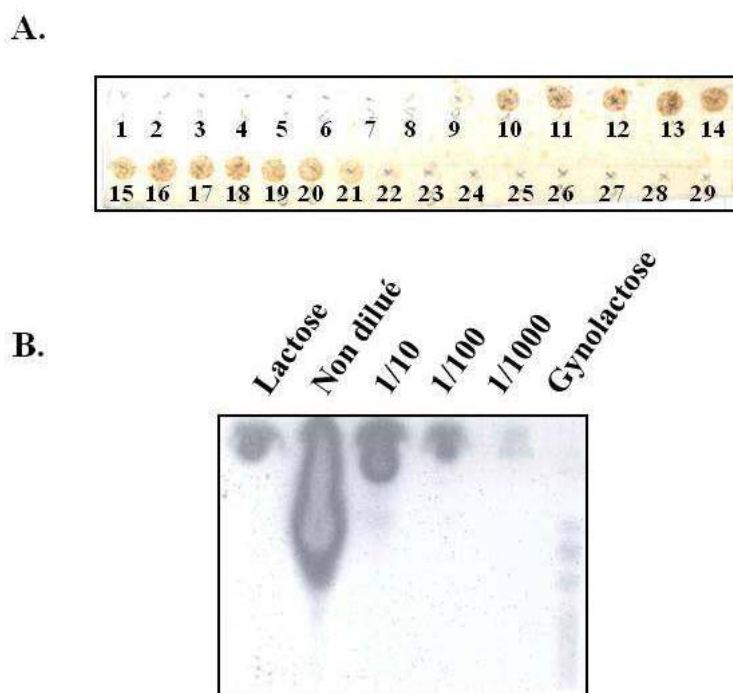 A.
1 2 3 4 5 6 7 8 9 10 11 12 13 14
15 16 17 18 19 20 21 22 23 24 25 26 27 28 29
B.
Lactose Non dilué 1/10 1/100 1/1000 Gynolactose